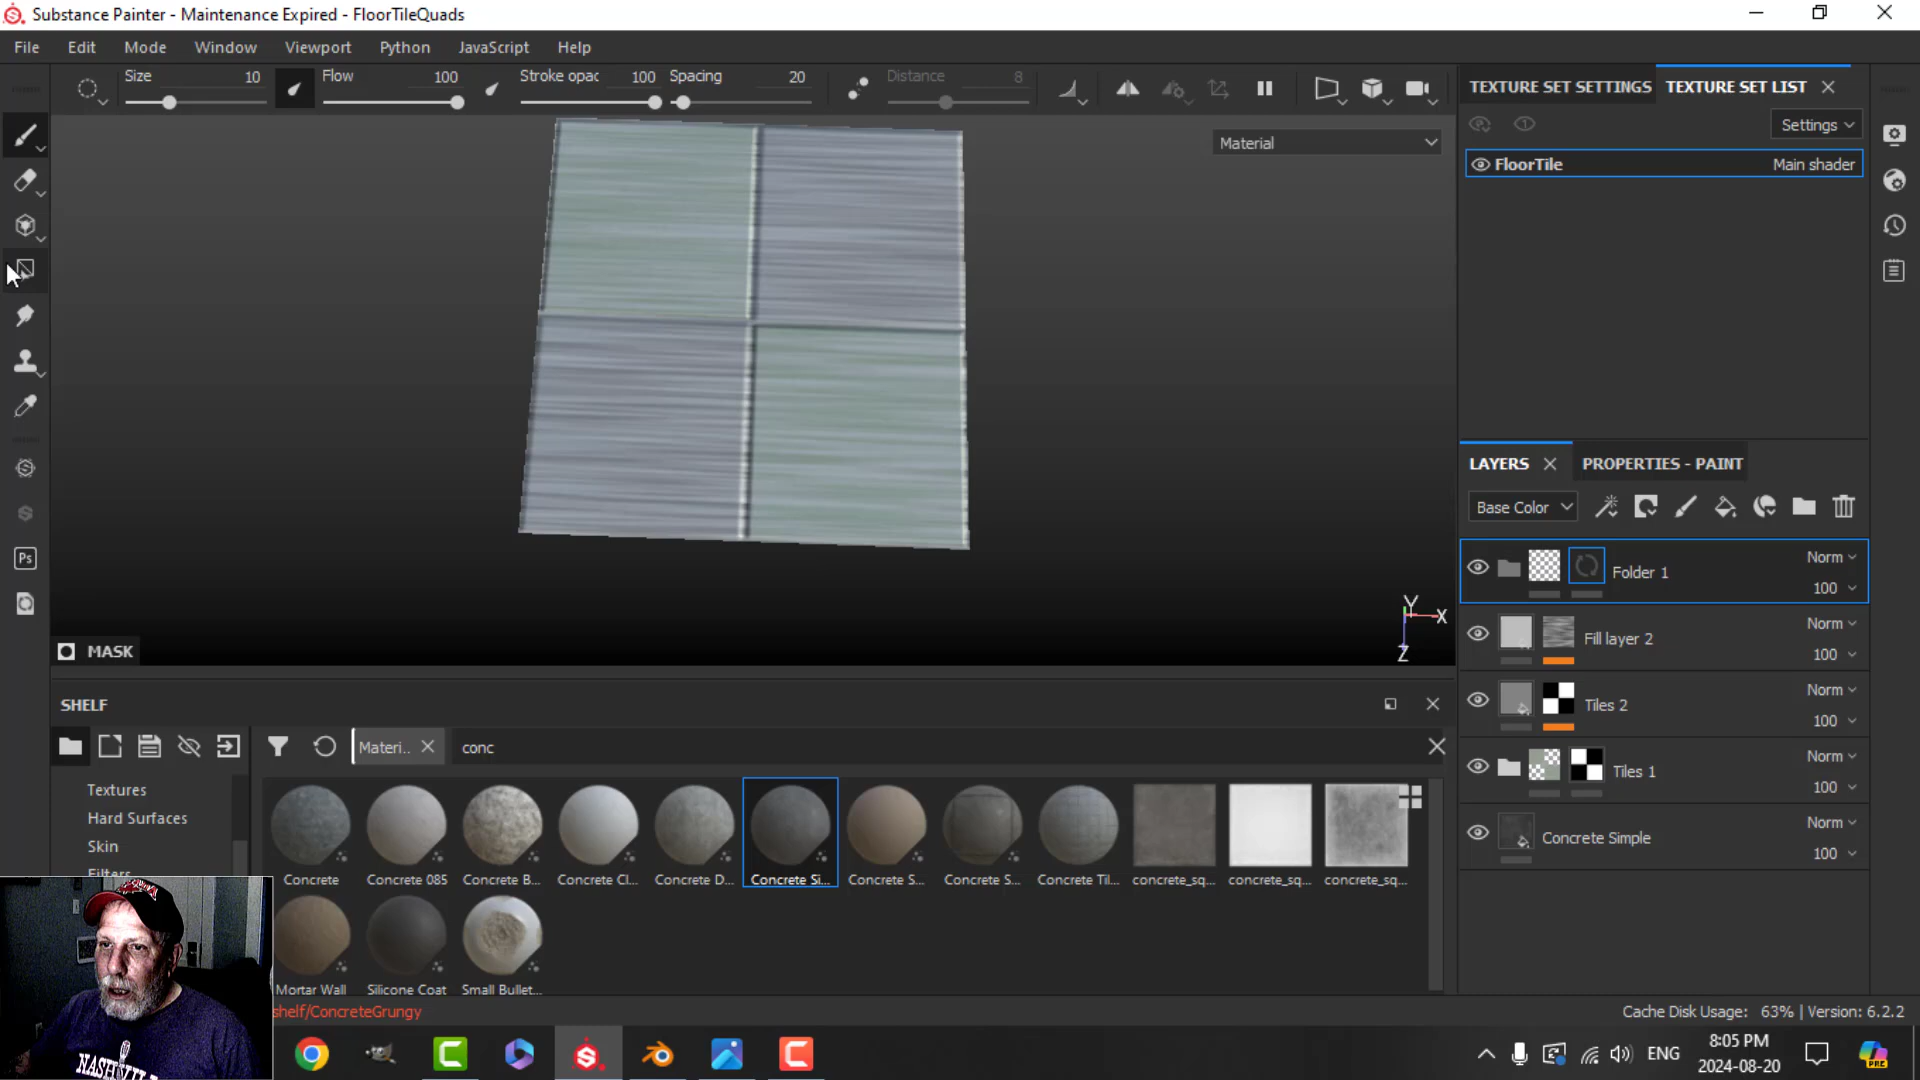 Substance Painter - Maintenance Expired - FloorTileQuads
File Edit Mode Window Viewport Python JavaScript Help
Size 10 Flow 100 Stroke opac 100 Spacing 20 Distance 8
TEXTURE SET SETTINGS TEXTURE SET LIST
Material
Settings
FloorTile Main shader
LAYERS PROPERTIES - PAINT
Base Color
Norm
Folder 1
100
Norm
Fill layer 2
100
Norm
Tiles 2
100
Norm
Tiles 1
100
Norm
Concrete Simple
100
Y
X
Z
Ps
MASK
SHELF
Materi.. conc
Textures
Hard Surfaces
Skin
Filters
Concrete Concrete 085 Concrete B... Concrete Cl... Concrete D... Concrete Si... Concrete S... Concrete S... Concrete Til... concrete_sq... concrete_sq... concrete_sq...
Mortar Wall Silicone Coat Small Bullet...
shelf/ConcreteGrungy
Cache Disk Usage: 63% | Version: 6.2.2
ENG
8:05 PM
2024-08-20
PRE
NASHVILLE